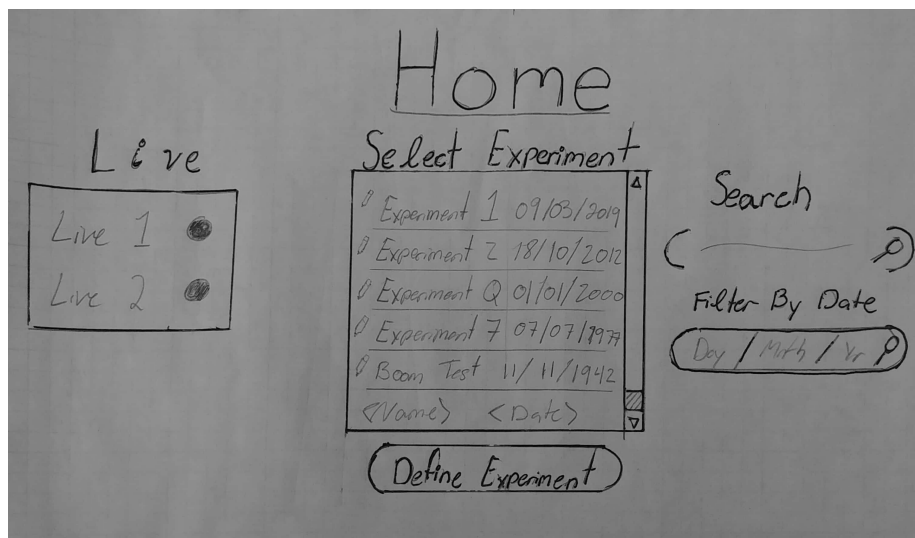 Home
Live
Live 1
Live 2
Select Experiment
Experiment 1 09/03/2019
Experiment 2 18/10/2012
Experiment Q 01/01/2000
Experiment 7 07/07/1977
Boom Test 11/11/1942
<Name> <Date>
Define Experiment
Search
Filter By Date
Day / Mnth / Yr